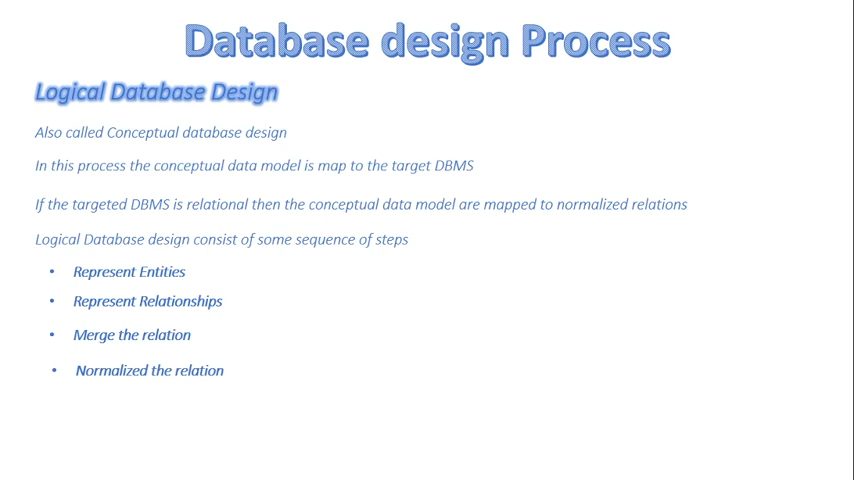 Database design Process
Logical Database Design
Also called Conceptual database design
In this process the conceptual data model is map to the target DBMS
If the targeted DBMS is relational then the conceptual data model are mapped to normalized relations
Logical Database design consist of some sequence of steps
• Represent Entities
• Represent Relationships
• Merge the relation
• Normalized the relation